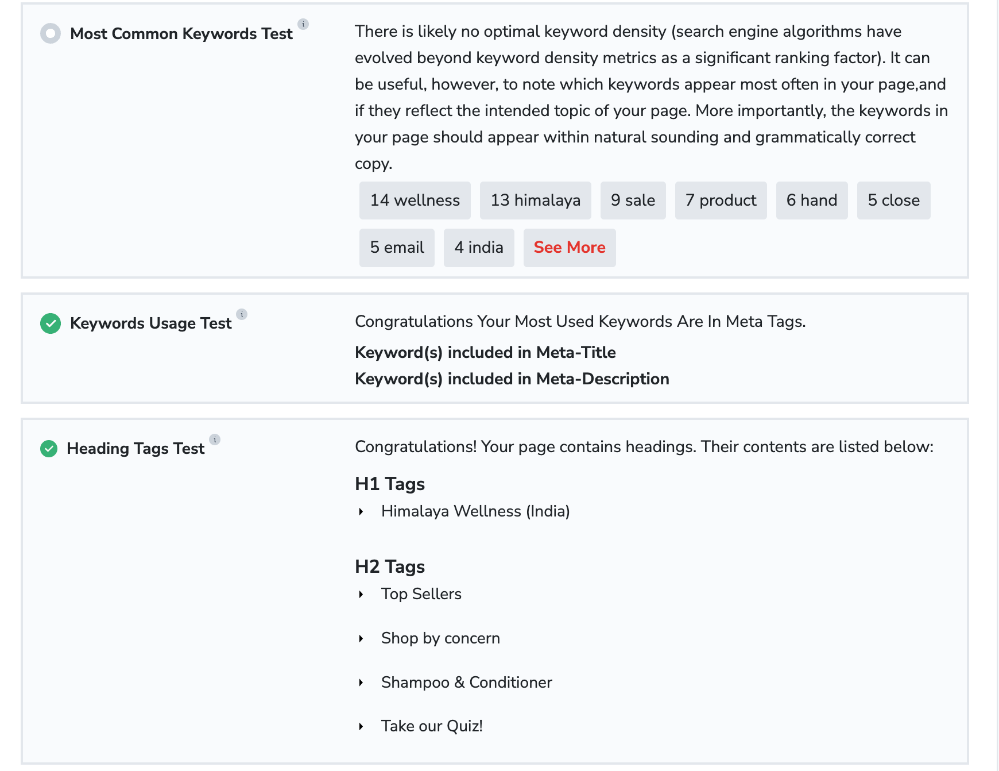 Most Common Keywords Test i
There is likely no optimal keyword density (search engine algorithms have
evolved beyond keyword density metrics as a significant ranking factor). It can
be useful, however, to note which keywords appear most often in your page,and
if they reflect the intended topic of your page. More importantly, the keywords in
your page should appear within natural sounding and grammatically correct
copy.
14 wellness 13 himalaya 9 sale 7 product 6 hand 5 close
5 email 4 india See More
Keywords Usage Test i
Congratulations Your Most Used Keywords Are In Meta Tags.
Keyword(s) included in Meta-Title
Keyword(s) included in Meta-Description
Heading Tags Test i
Congratulations! Your page contains headings. Their contents are listed below:
H1 Tags
Himalaya Wellness (India)
H2 Tags
Top Sellers
Shop by concern
Shampoo & Conditioner
Take our Quiz!